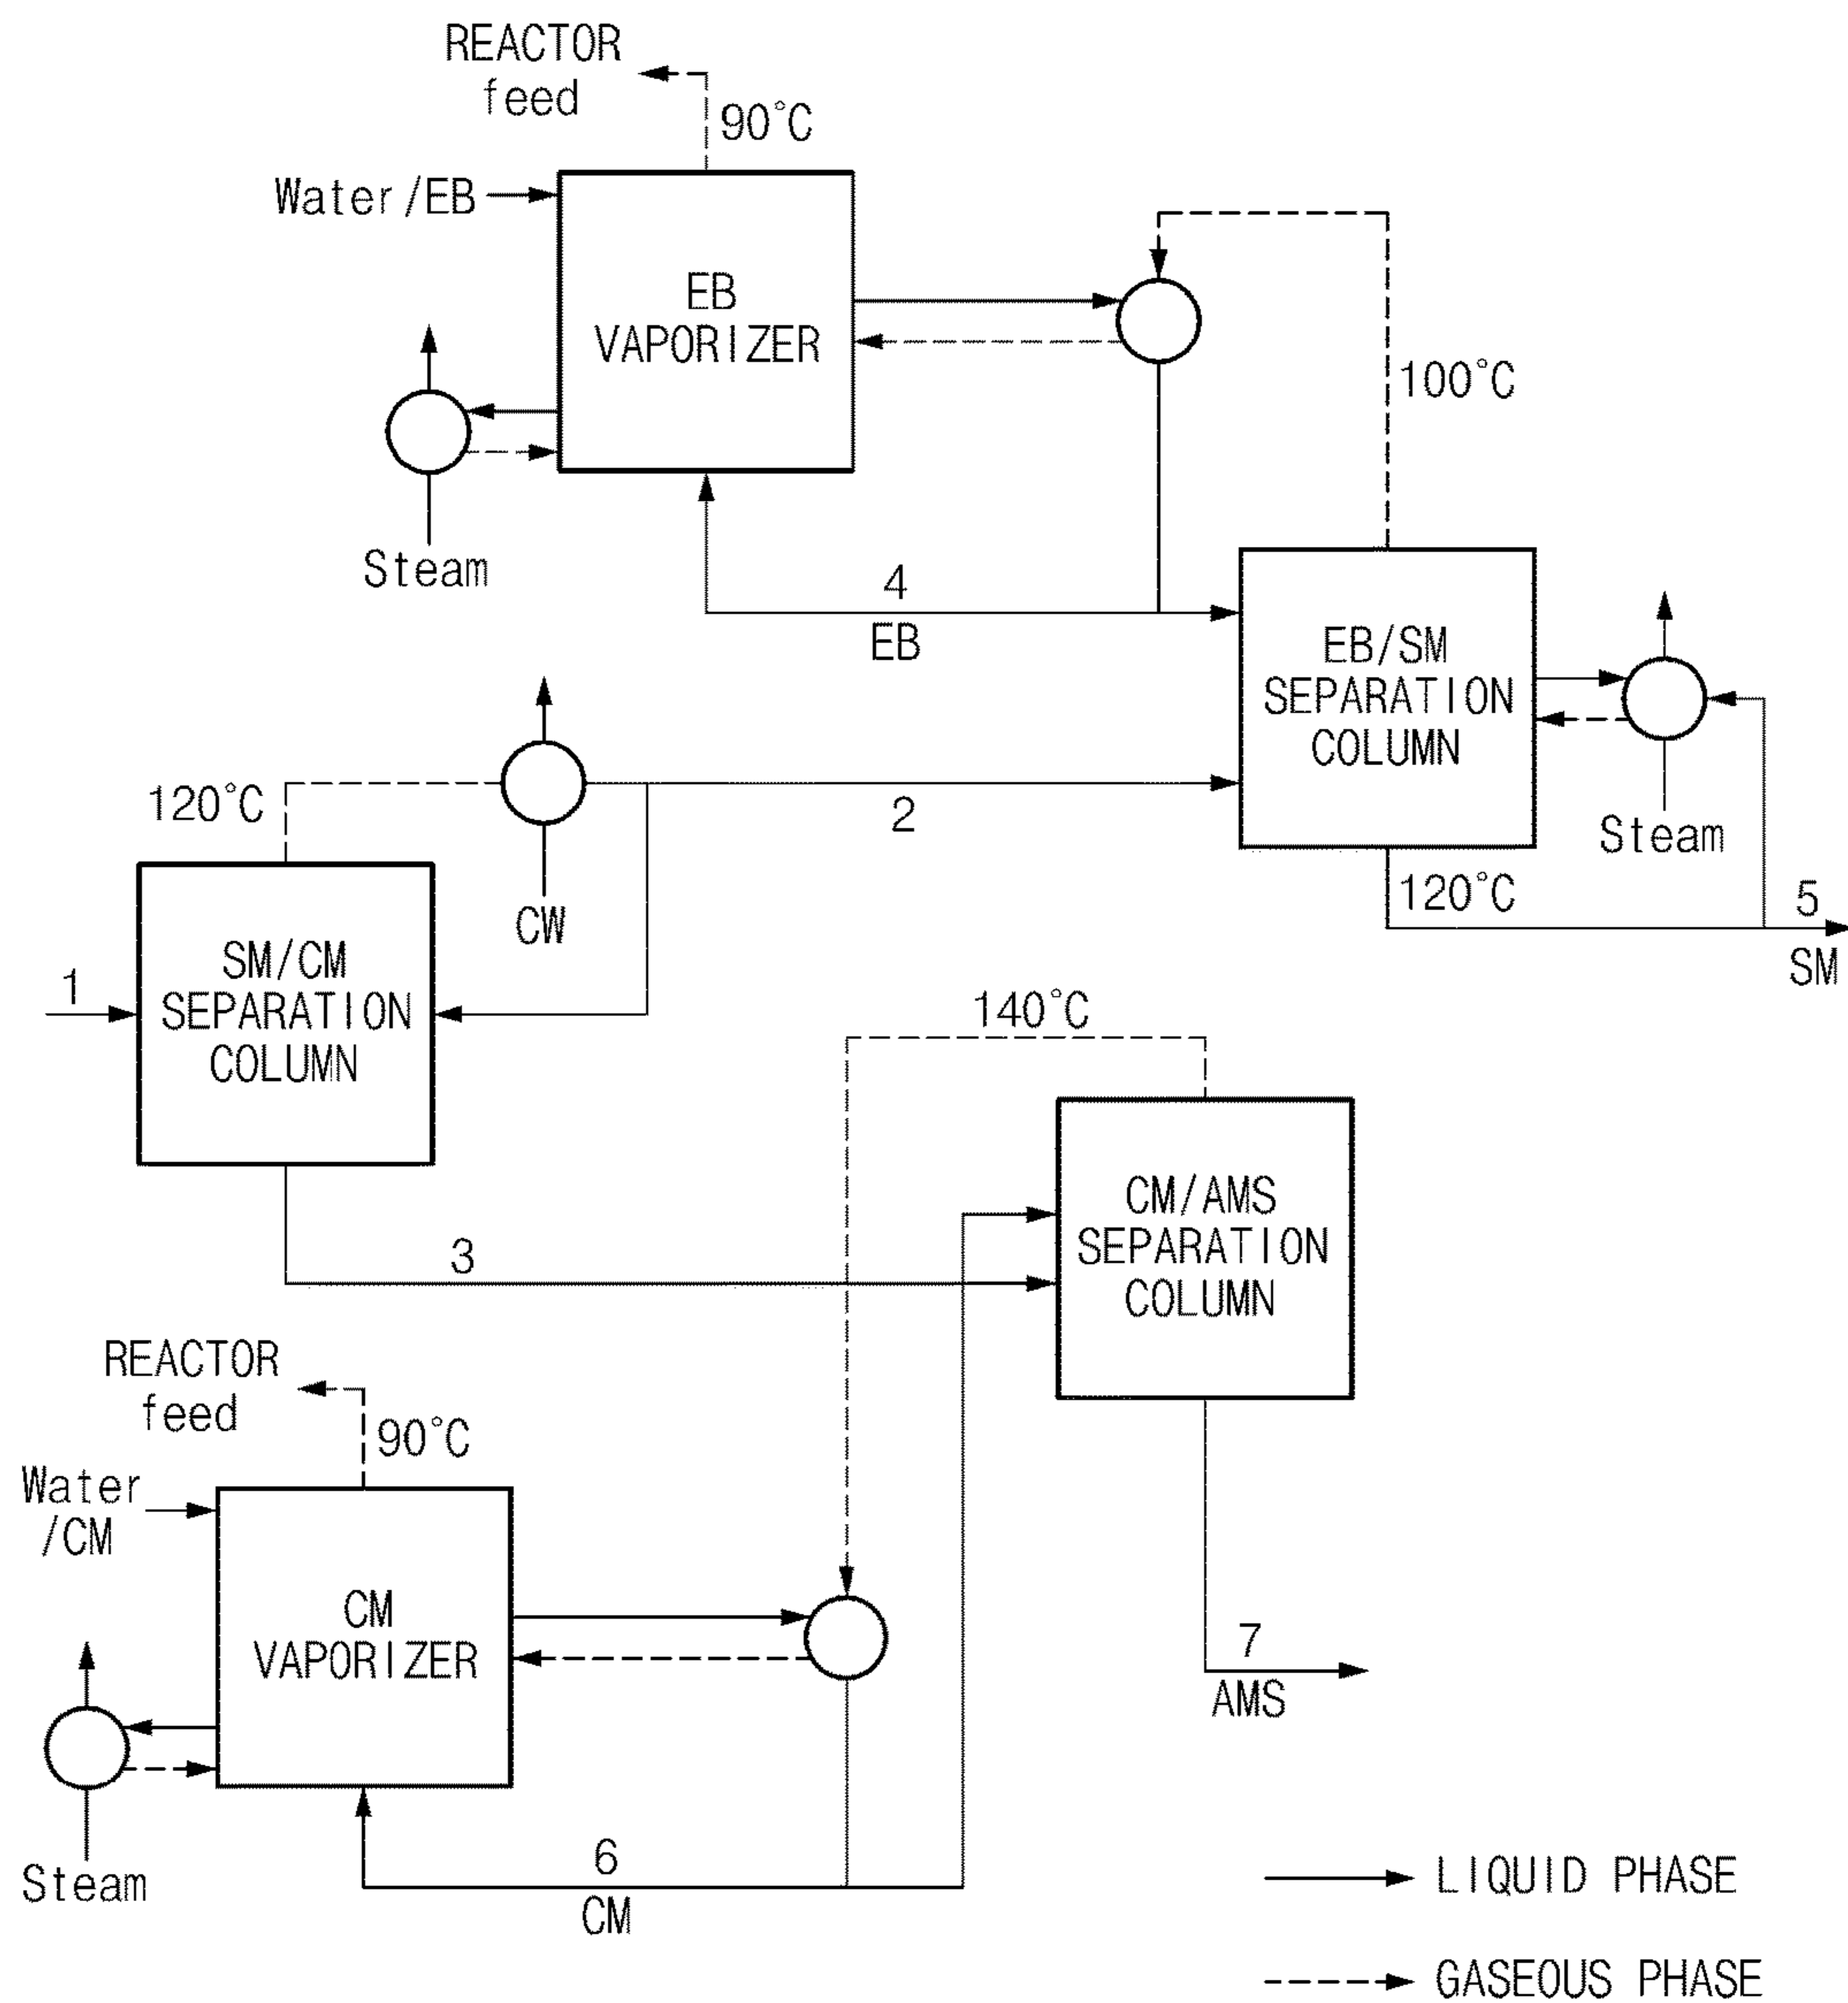 REACTOR
feed
90°C
Water/EB
EB
VAPORIZER
100°C
Steam
4
EB
EB/SM
SEPARATION
COLUMN
120°C
2
Steam
CW
120°C
5
SM
SM/CM
SEPARATION
COLUMN
1
140°C
CM/AMS
SEPARATION
COLUMN
3
REACTOR
feed
90°C
Water
/CM
CM
VAPORIZER
7
AMS
Steam
6
CM
LIQUID PHASE
GASEOUS PHASE